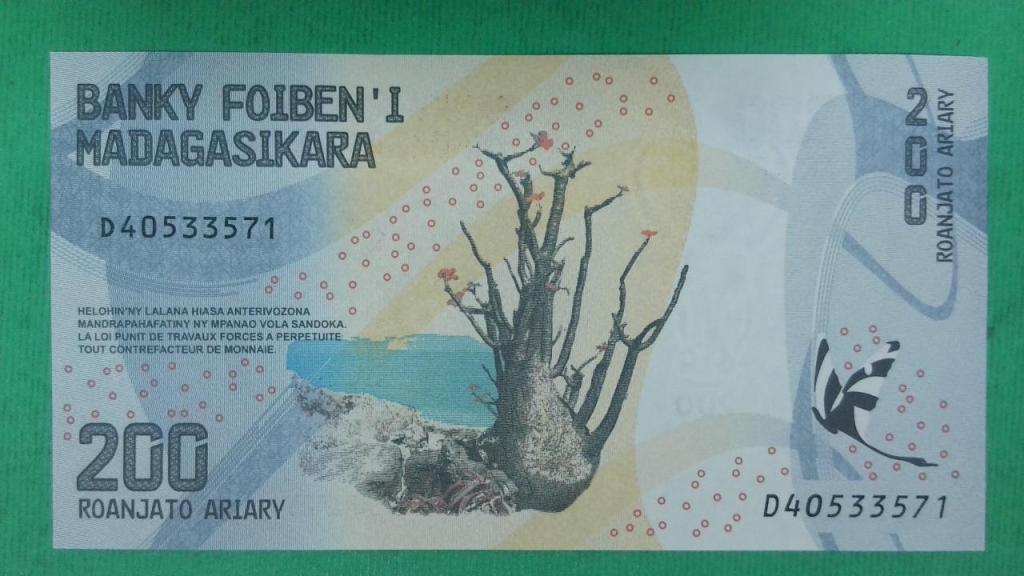 BANKY FOIBEN'I
MADAGASIKARA
D40533571
HELOHIN'NY LALANA HIASA ANTERIVOZONA
MANDRAPAHAFATINY NY MPANAO VOLA SANDOKA.
LA LOI PUNIT DE TRAVAUX FORCES A PERPETUITE
TOUT CONTREFACTEUR DE MONNAIE.
200
ROANJATO ARIARY
200
ROANJATO ARIARY
D40533571